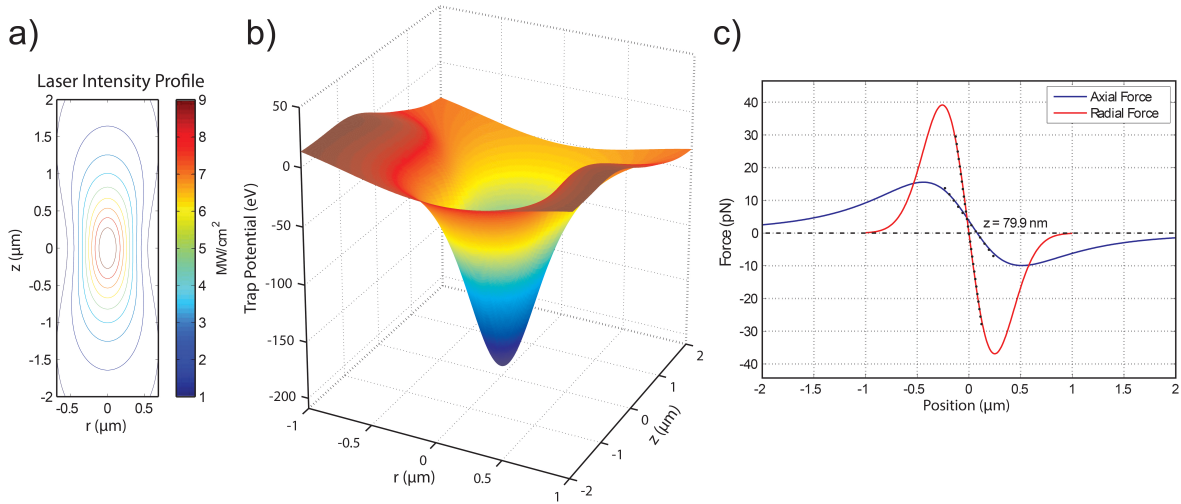 a)
Laser Intensity Profile
2
1.5
1
0.5
0
-0.5
-1
-1.5
-2
z (μm)
-0.5 0 0.5
r (μm)
9
8
7
6
5
4
3
2
1
MW/cm²
b)
50
0
-50
-100
-150
-200
Trap Potential (eV)
-1
-0.5
0
0.5
1
r (μm)
-2
-1
0
1
2
z (μm)
c)
40
30
20
10
0
-10
-20
-30
-40
Force (pN)
Axial Force
Radial Force
z = 79.9 nm
-2 -1.5 -1 -0.5 0 0.5 1 1.5 2
Position (μm)